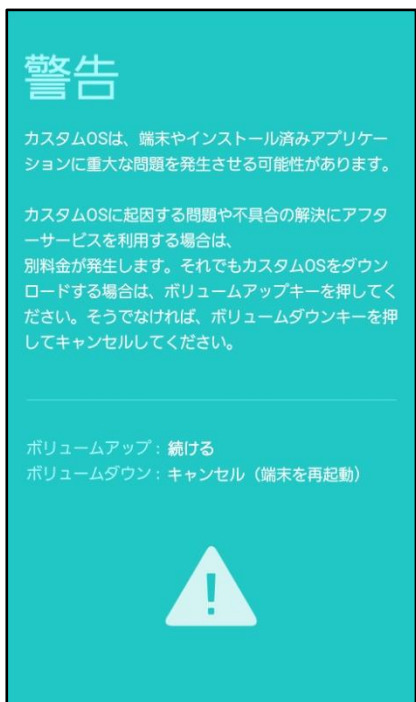 警告
カスタムOSは、端末やインストール済みアプリケー
ションに重大な問題を発生させる可能性があります。
カスタムOSに起因する問題や不具合の解決にアフタ
ーサービスを利用する場合は、
別料金が発生します。それでもカスタムOSをダウン
ロードする場合は、ボリュームアップキーを押してく
ださい。そうでなければ、ボリュームダウンキーを押
してキャンセルしてください。
ボリュームアップ : 続ける
ボリュームダウン : キャンセル（端末を再起動）